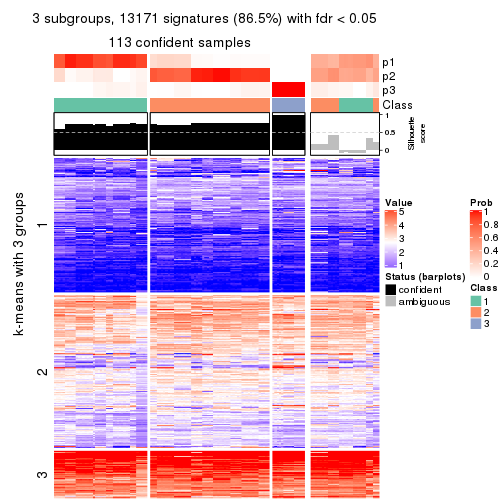 3 subgroups, 13171 signatures (86.5%) with fdr < 0.05
113 confident samples
p1
p2
p3
Class
1
0.5
0
Silhouette
score
k-means with 3 groups
1
2
3
Value
5
4
3
2
1
Status (barplots)
confident
ambiguous
Prob
1
0.8
0.6
0.4
0.2
0
Class
1
2
3